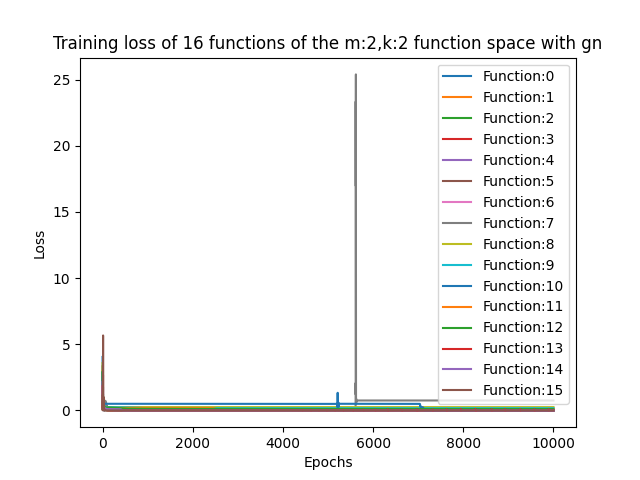 Training loss of 16 functions of the m:2,k:2 function space with gn
25
20
15
10
5
0
Loss
0
2000
4000
6000
8000
10000
Epochs
Function:0
Function:1
Function:2
Function:3
Function:4
Function:5
Function:6
Function:7
Function:8
Function:9
Function:10
Function:11
Function:12
Function:13
Function:14
Function:15